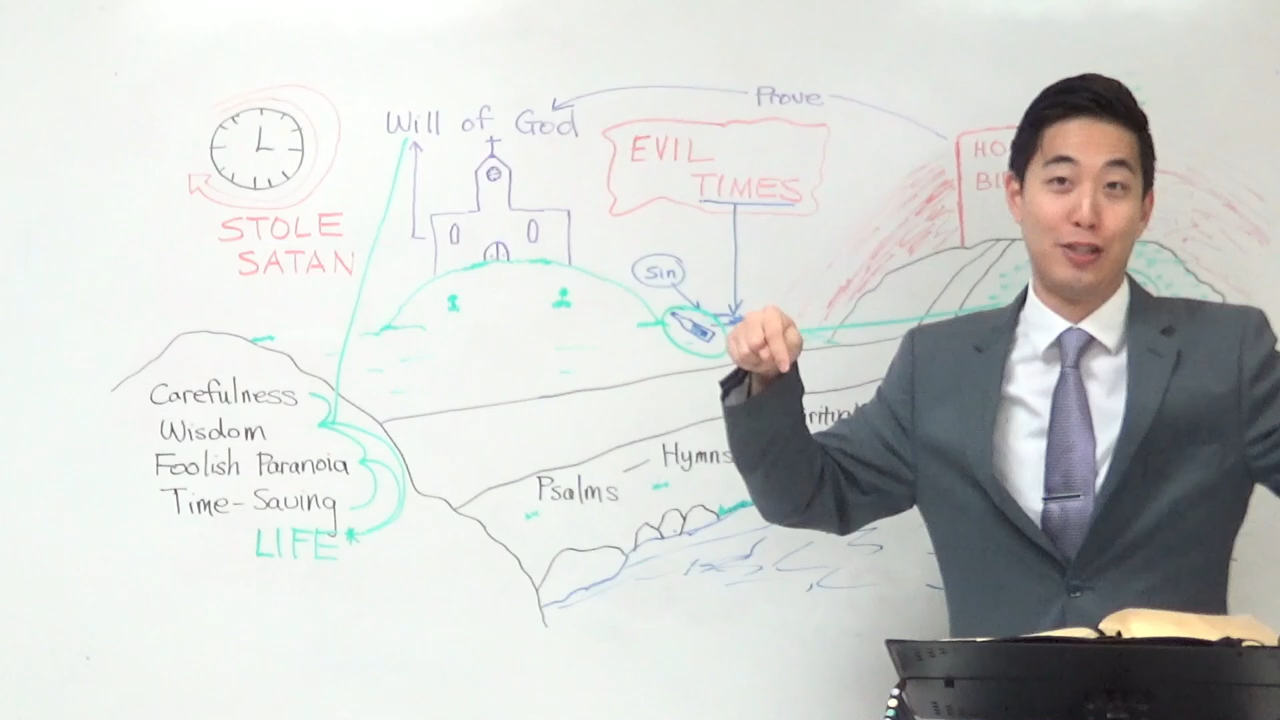 Will of God
Prove
EVIL
TIMES
STOLE
SATAN
Sin
Carefulness
Wisdom
Foolish Paranoia
Time-Saving
LIFE
Psalms
Hymns